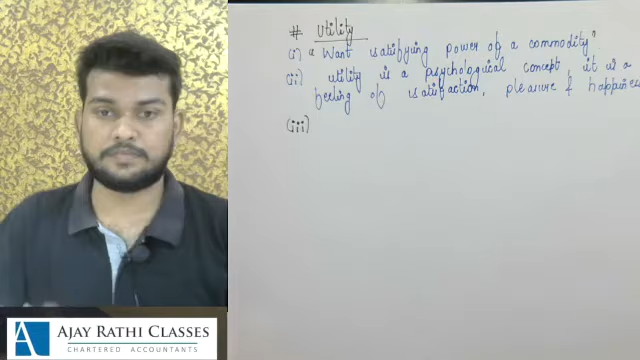 # Utility
(i) "Want satisfying power of a commodity".
(ii) utility is a psychological concept it is a
feeling of satisfaction, pleasure & happiness
(iii)
A AJAY RATHI CLASSES
CHARTERED ACCOUNTANTS